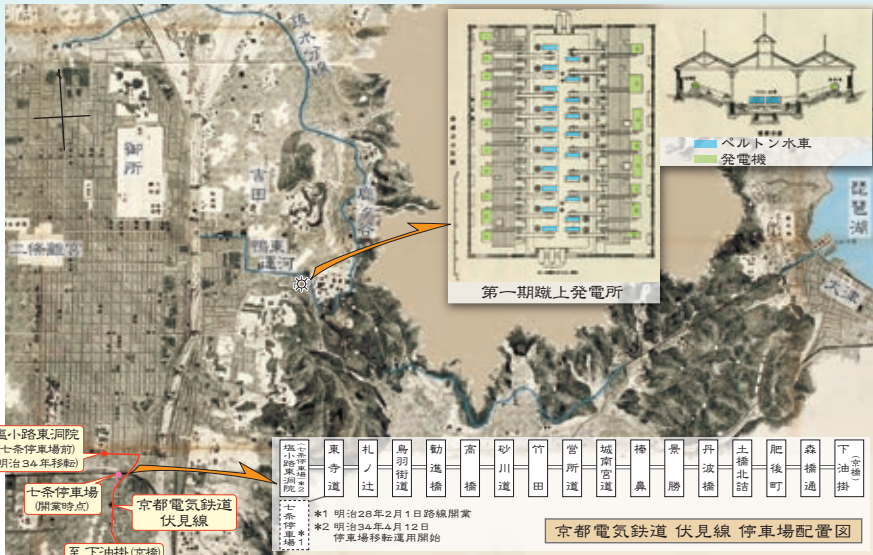 疏水分線
御所
吉田
鹿ケ谷
二條離宮
鴨東
運河
琵琶湖
大津
ペルトン水車
発電機
第一期蹴上発電所
塩小路東洞院
七条停車場前)
明治34年移転)
七条停車場
(開業時点)
京都電気鉄道
伏見線
至 下油掛(京橋)
塩小路東洞院
(七条停車場*2)
東寺道
札ノ辻
鳥羽街道
勧進橋
高橋
砂川道
竹田
営所道
城南宮道
棒鼻
景勝
丹波橋
土橋北詰
肥後町
森橋通
下油掛
(京橋)
七条停車場*1
*1 明治28年2月1日路線開業
*2 明治34年4月12日
停車場移転運用開始
京都電気鉄道 伏見線 停車場配置図